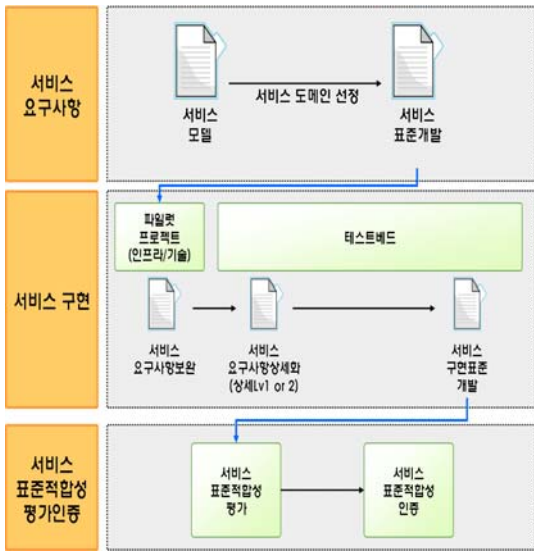 서비스
요구사항
서비스
모델
서비스 도메인 선정
서비스
표준개발
서비스 구현
파일럿
프로젝트
(인프라/기술)
테스트베드
서비스
요구사항보완
서비스
요구사항상세화
(상세Lv1 or 2)
서비스
구현표준
개발
서비스
표준적합성
평가인증
서비스
표준적합성
평가
서비스
표준적합성
인증